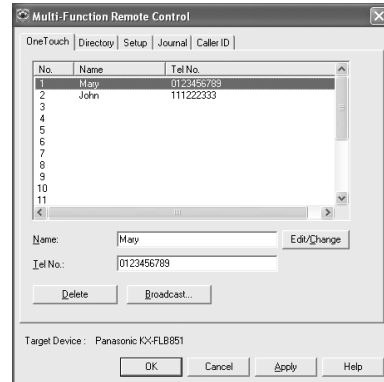 Multi-Function Remote Control
OneTouch Directory Setup Journal Caller ID
No. Name Tel No.
1 Mary 0123456789
2 John 111222333
3
4
5
6
7
8
9
10
11
Name: Mary Edit/Change
Tel No.: 0123456789
Delete Broadcast...
Target Device : Panasonic KX-FLB851
OK Cancel Apply Help